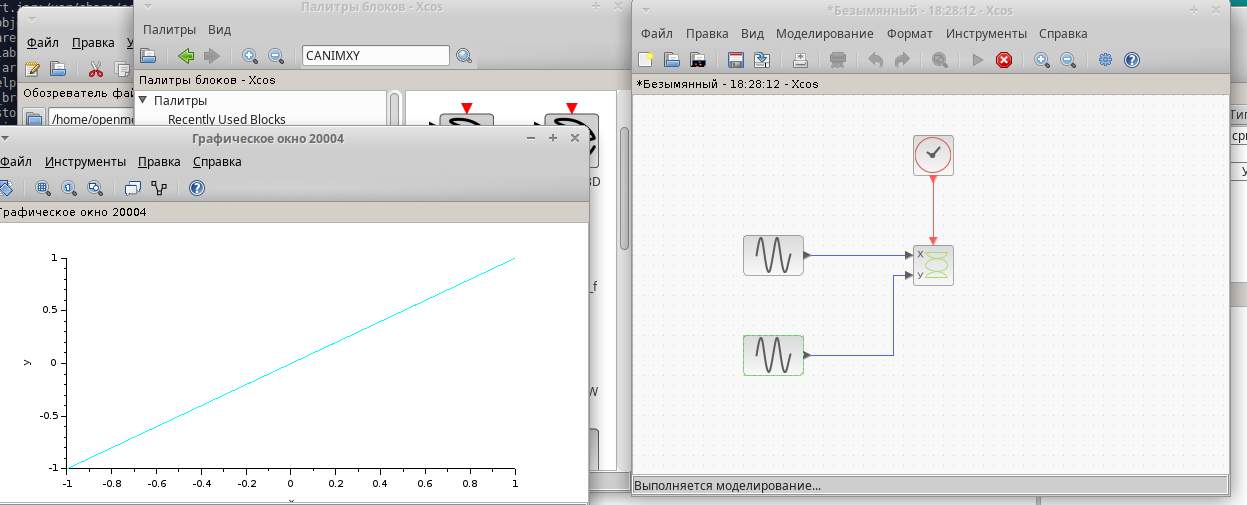 Палитры блоков - Xcos
Палитры Вид
CANIMXY
Палитры блоков - Xcos
Палитры
Recently Used Blocks
Файл Правка
Обозреватель фай
/home/openmo
Графическое окно 20004
Файл Инструменты Правка Справка
Графическое окно 20004
1
0.5
0
-0.5
-1
y
-1 -0.8 -0.6 -0.4 -0.2 0 0.2 0.4 0.6 0.8 1
*Безымянный - 18:28:12 - Xcos
Файл Правка Вид Моделирование Формат Инструменты Справка
*Безымянный - 18:28:12 - Xcos
X
У
Выполняется моделирование...